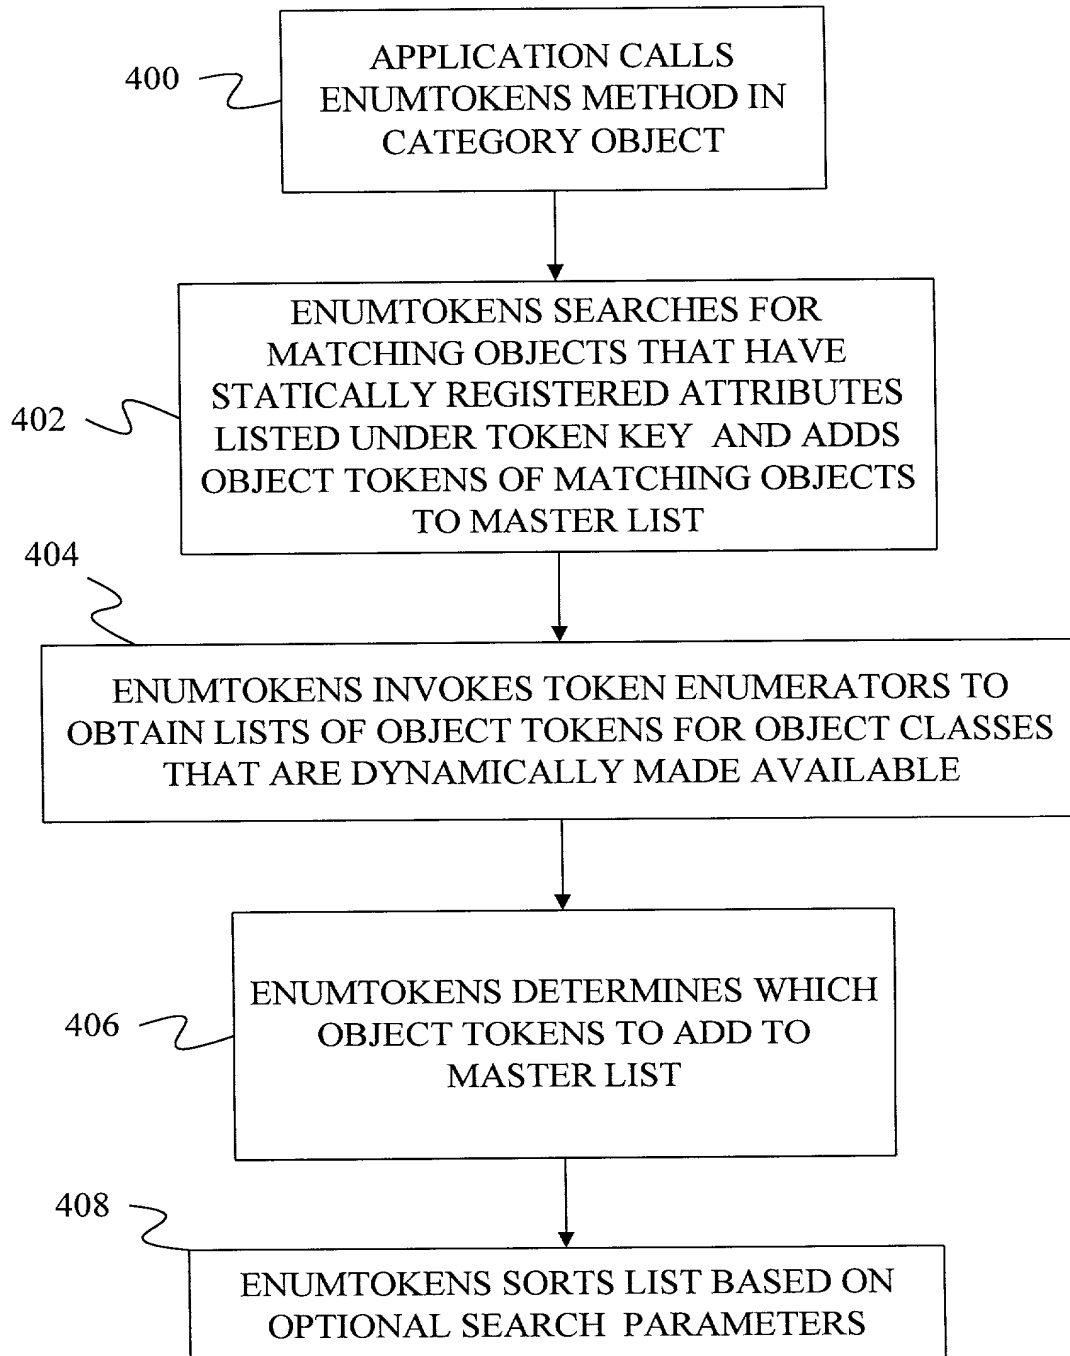 400
APPLICATION CALLS
ENUMTOKENS METHOD IN
CATEGORY OBJECT
402
ENUMTOKENS SEARCHES FOR
MATCHING OBJECTS THAT HAVE
STATICALLY REGISTERED ATTRIBUTES
LISTED UNDER TOKEN KEY AND ADDS
OBJECT TOKENS OF MATCHING OBJECTS
TO MASTER LIST
404
ENUMTOKENS INVOKES TOKEN ENUMERATORS TO
OBTAIN LISTS OF OBJECT TOKENS FOR OBJECT CLASSES
THAT ARE DYNAMICALLY MADE AVAILABLE
406
ENUMTOKENS DETERMINES WHICH
OBJECT TOKENS TO ADD TO
MASTER LIST
408
ENUMTOKENS SORTS LIST BASED ON
OPTIONAL SEARCH PARAMETERS